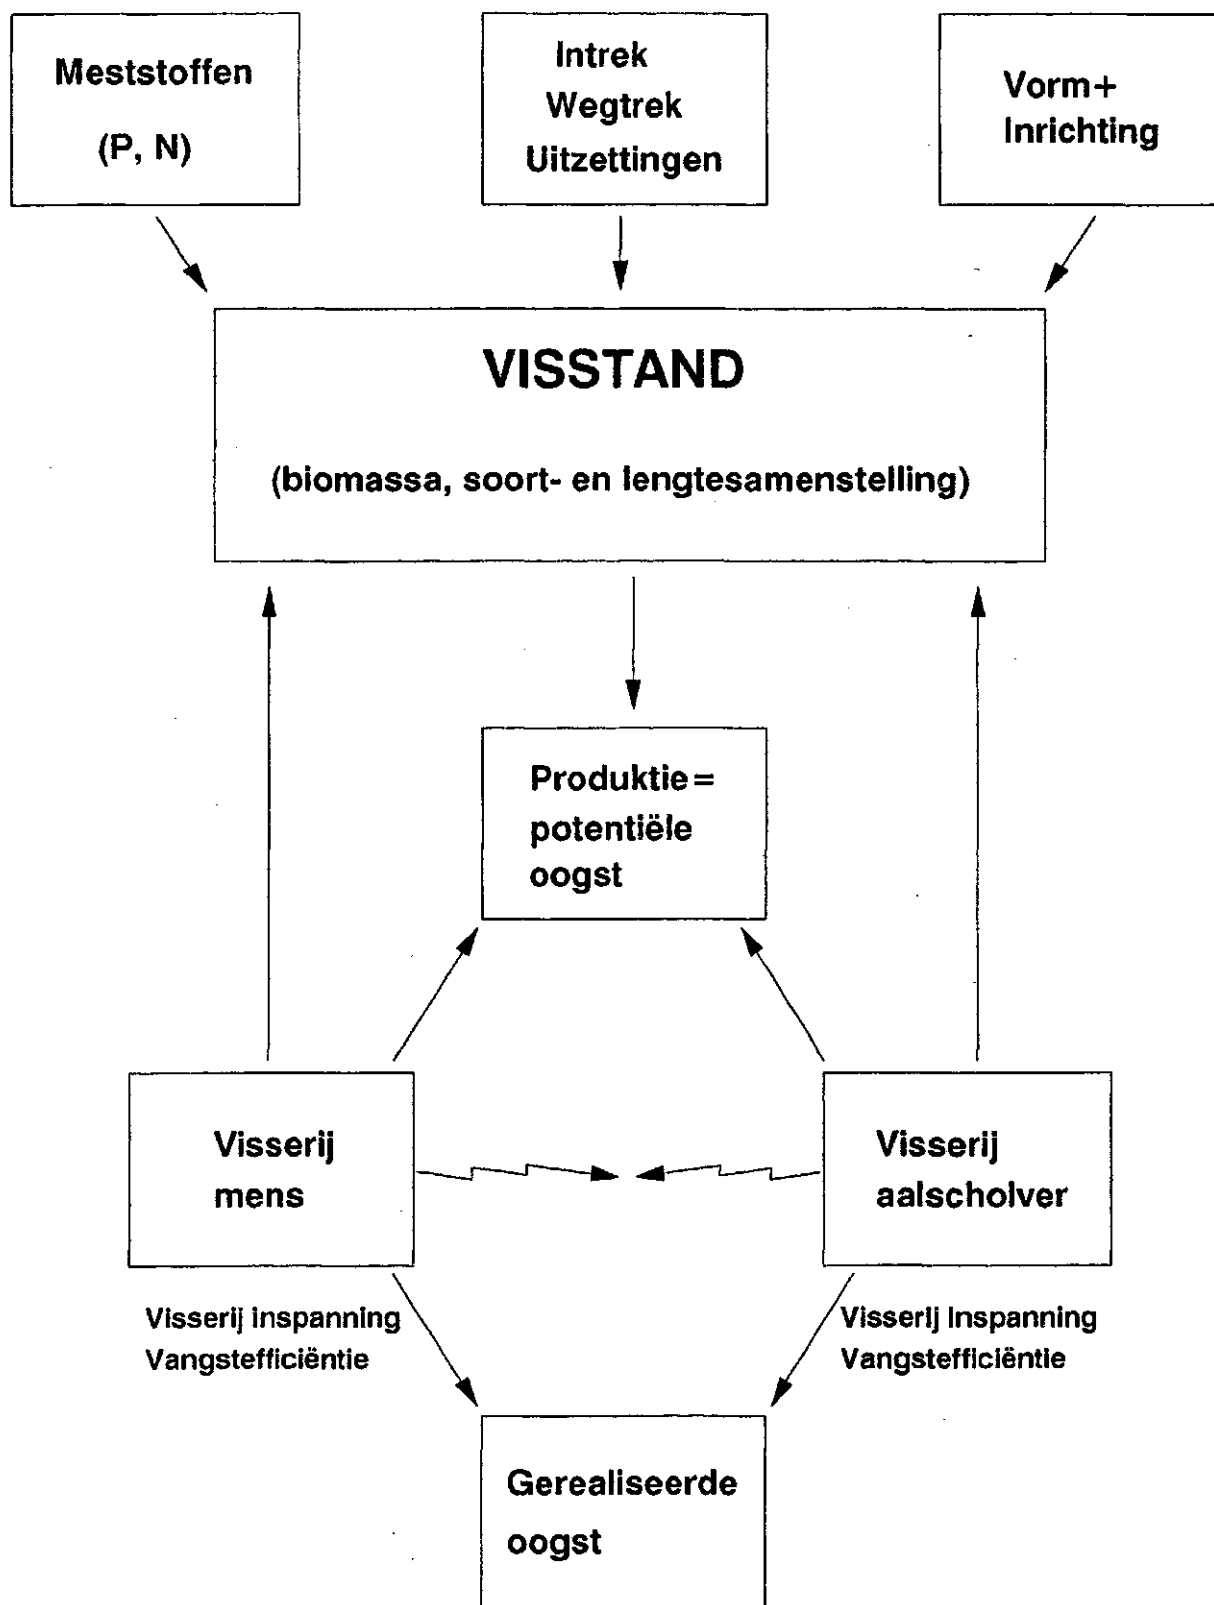 Meststoffen
(P, N)
Intrek
Wegtrek
Uitzettingen
Vorm+
Inrichting
VISSTAND
(biomassa, soort- en lengtesamenstelling)
Produktie=
potentiële
oogst
Visserij
mens
Visserij
aalscholver
Visserij Inspanning
Vangstefficiëntie
Visserij Inspanning
Vangstefficiëntie
Gerealiseerde
oogst